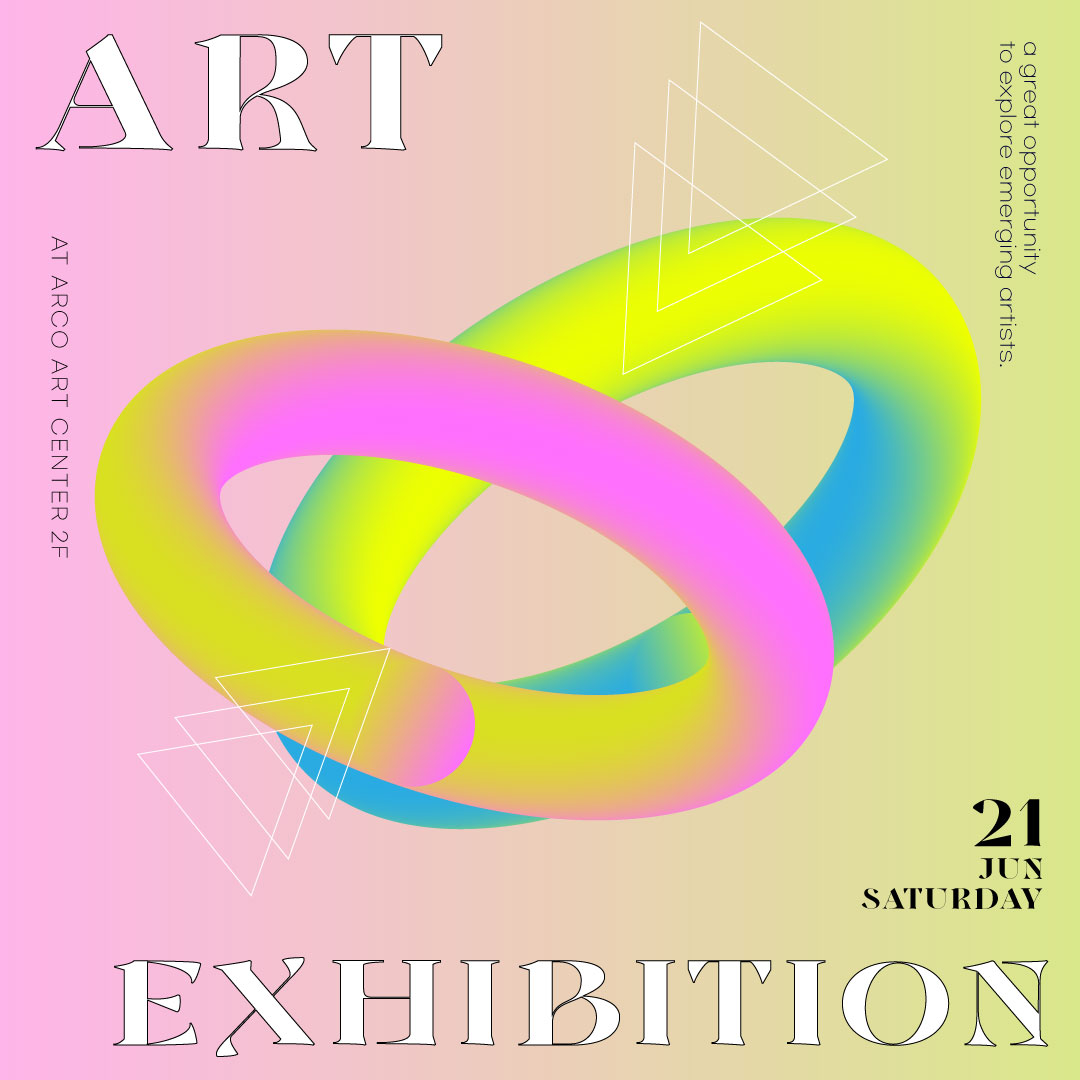 ART
a great opportunity
to explore emerging artists.
AT ARCO ART CENTER 2F
21
JUN
SATURDAY
EXHIBITION